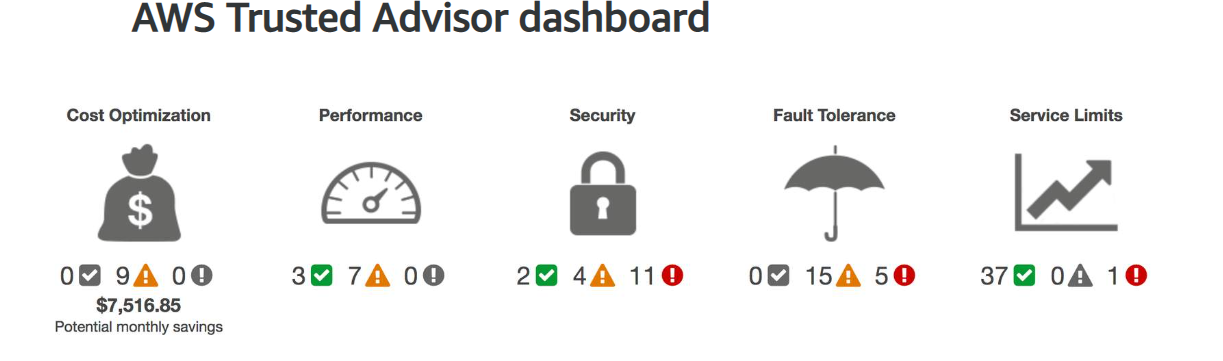 AWS Trusted Advisor dashboard
Cost Optimization Performance Security Fault Tolerance Service Limits
$
0 9 ! 0 ! 3 7 ! 0 ! 2 4 ! 11 ! 0 15 ! 5 ! 37 0 ! 1 !
$7,516.85
Potential monthly savings